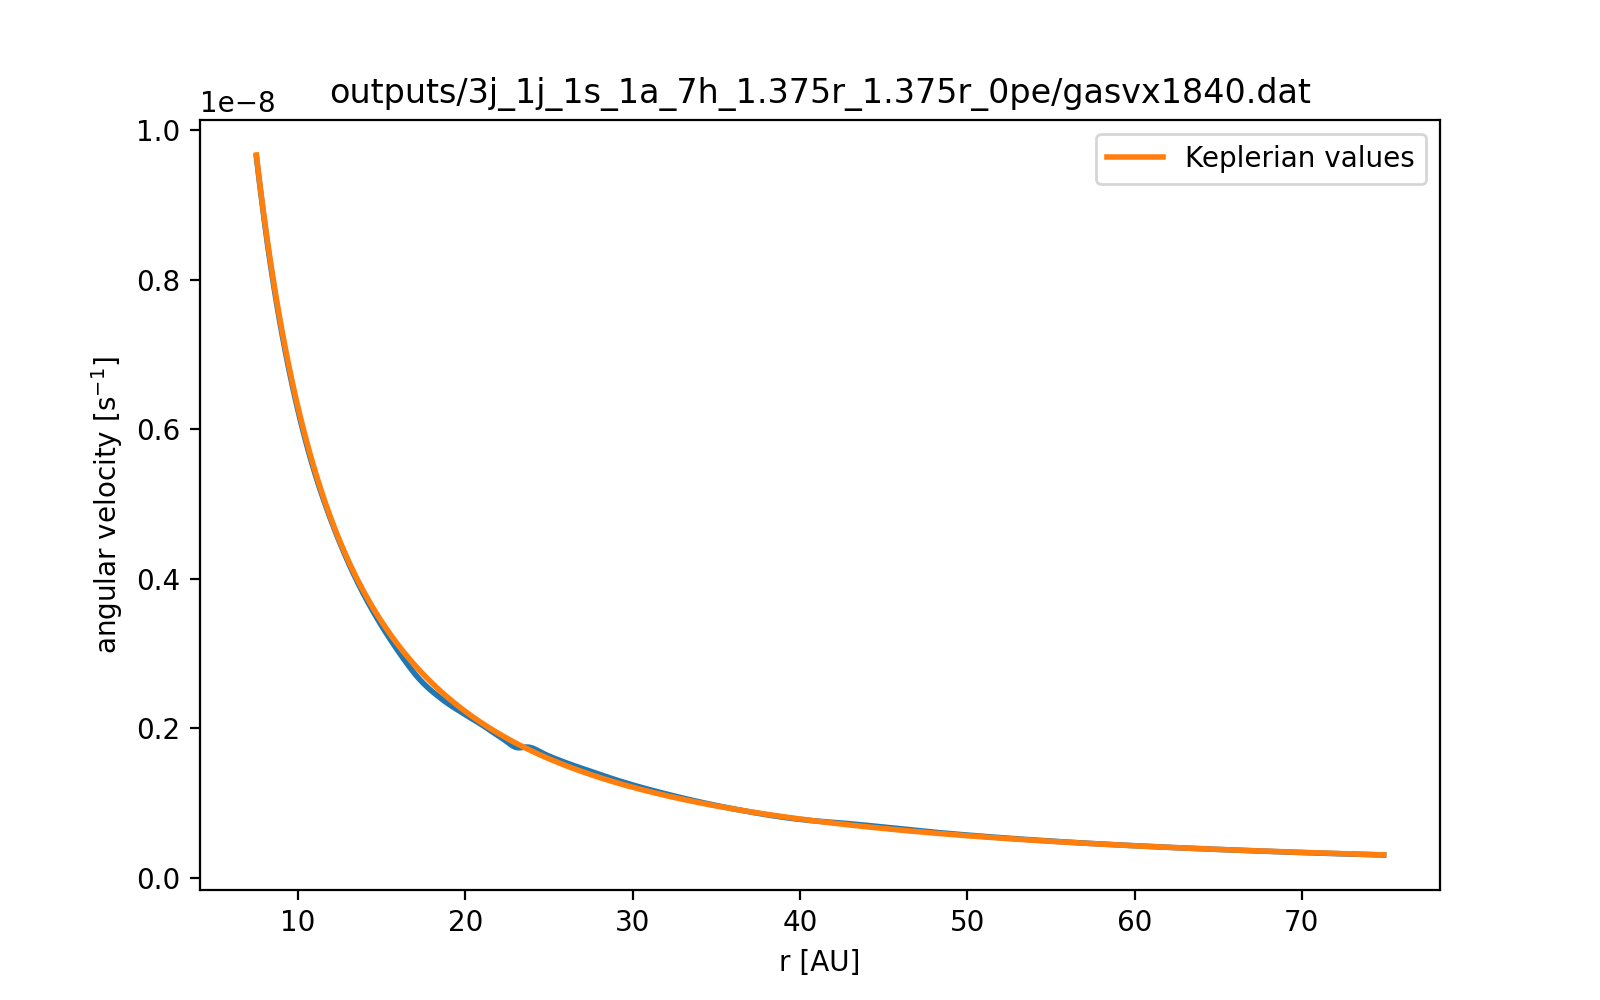 outputs/3j_1j_1s_1a_7h_1.375r_1.375r_0pe/gasvx1840.dat
1e−8
Keplerian values
1.0
0.8
0.6
0.4
0.2
0.0
angular velocity [s⁻¹]
10 20 30 40 50 60 70
r [AU]